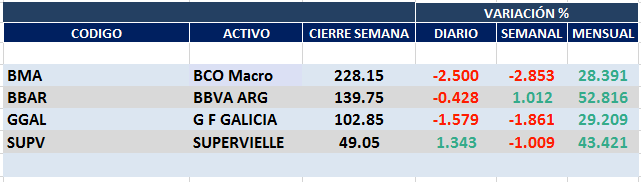 VARIACIÓN %
CODIGO ACTIVO CIERRE SEMANA DIARIO SEMANAL MENSUAL
BMA BCO Macro 228.15 -2.500 -2.853 28.391
BBAR BBVA ARG 139.75 -0.428 1.012 52.816
GGAL G F GALICIA 102.85 -1.579 -1.861 29.209
SUPV SUPERVIELLE 49.05 1.343 -1.009 43.421